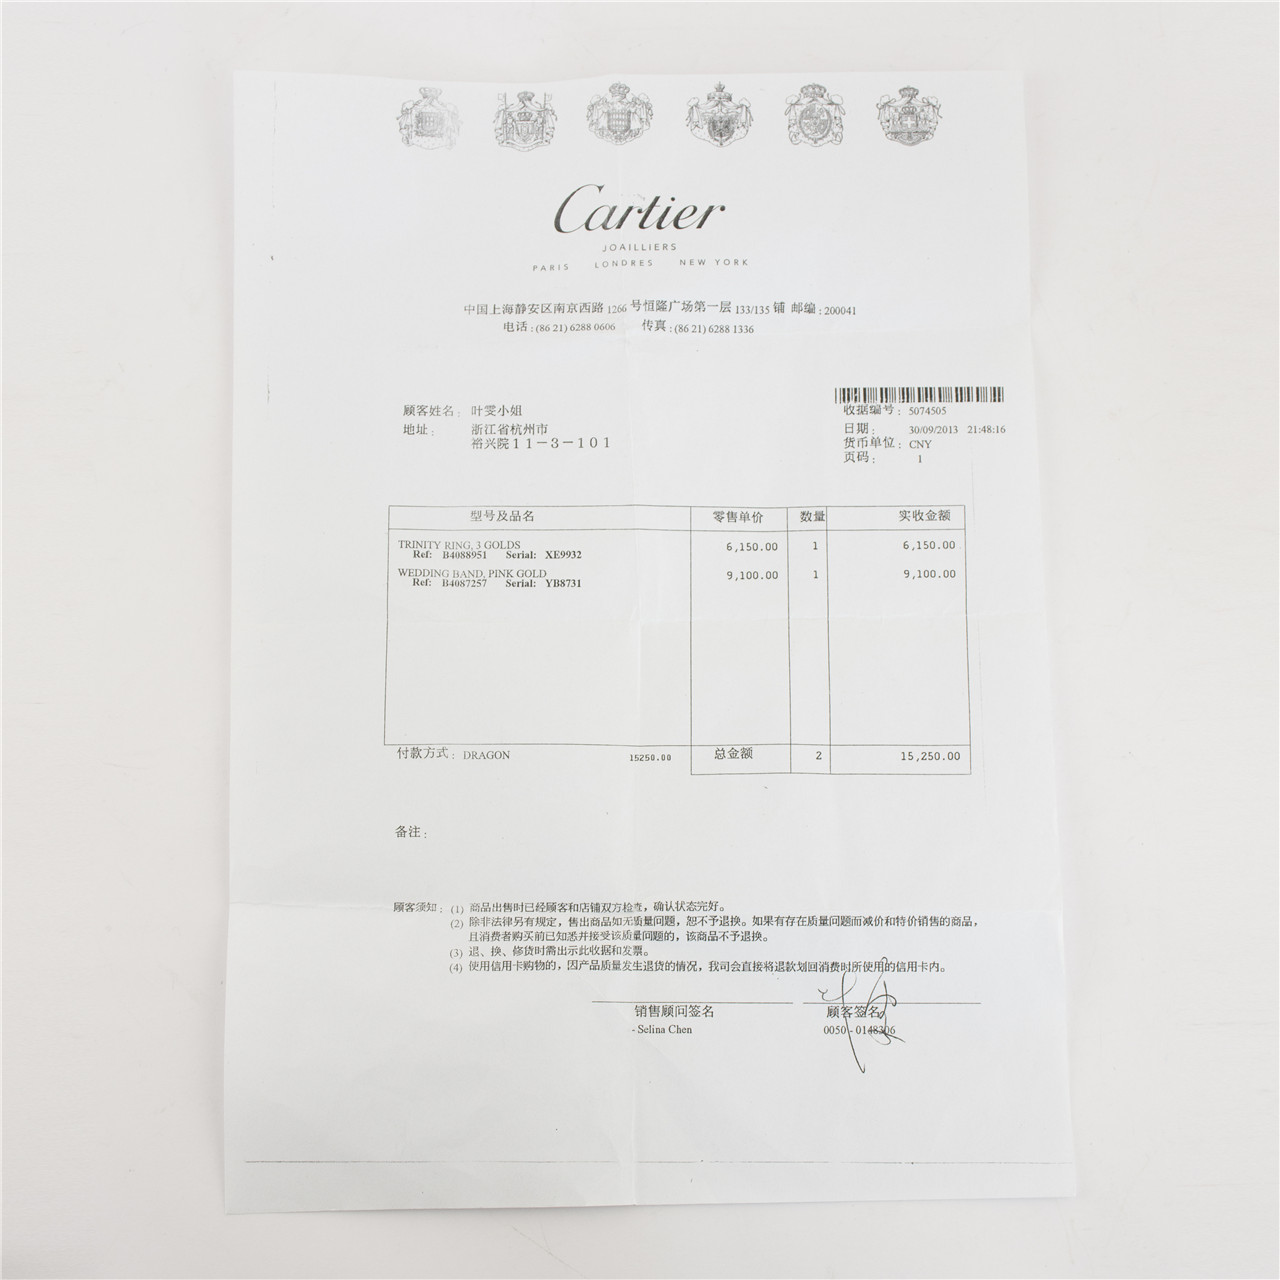 Cartier
JOAILLIERS
PARIS LONDRES NEW YORK
中国上海静安区南京西路 1266 号恒隆广场第一层 133/135 铺 邮编 : 200041
电话 : (86 21) 6288 0606 传真 : (86 21) 6288 1336
顾客姓名 : 叶雯小姐
地址 : 浙江省杭州市
裕兴院11-3-101
收据编号 : 5074505
日期 : 30/09/2013 21:48:16
货币单位 : CNY
页码 : 1
型号及品名 零售单价 数量 实收金额
TRINITY RING, 3 GOLDS 6,150.00 1 6,150.00
Ref: B4088951 Serial: XE9932
WEDDING BAND, PINK GOLD 9,100.00 1 9,100.00
Ref: B4087257 Serial: YB8731
付款方式 : DRAGON 15250.00 总金额 2 15,250.00
备注 :
顾客须知 : (1) 商品出售时已经顾客和店铺双方检查，确认状态完好。
(2) 除非法律另有规定，售出商品如无质量问题，恕不予退换。如果有存在质量问题而减价和特价销售的商品，
且消费者购买前已知悉并接受该质量问题的，该商品不予退换。
(3) 退、换、修货时需出示此收据和发票。
(4) 使用信用卡购物的，因产品质量发生退货的情况，我司会直接将退款划回消费时所使用的信用卡内。
销售顾问签名 顾客签名
- Selina Chen 0050 - 0148306